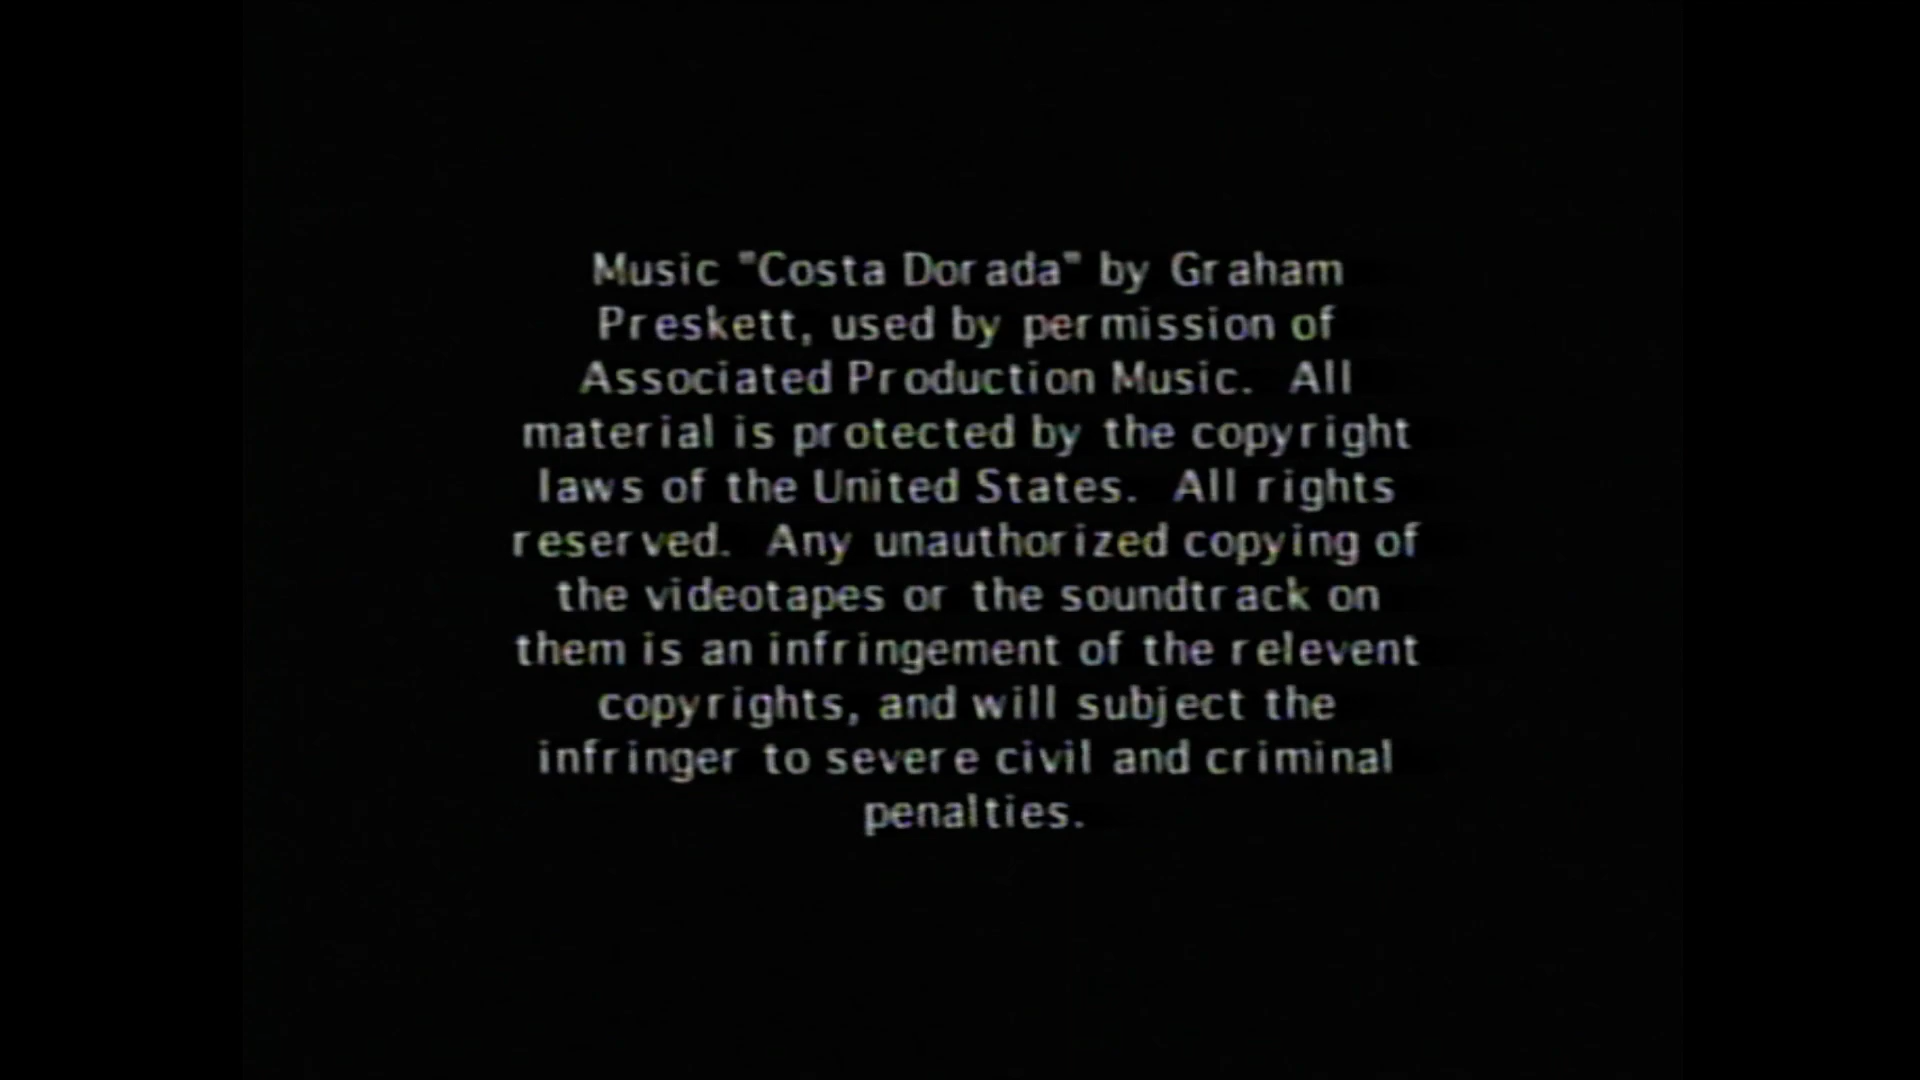 Music "Costa Dorada" by Graham
Preskett, used by permission of
Associated Production Music.  All
material is protected by the copyright
laws of the United States.  All rights
reserved.  Any unauthorized copying of
the videotapes or the soundtrack on
them is an infringement of the relevent
copyrights, and will subject the
infringer to severe civil and criminal
penalties.